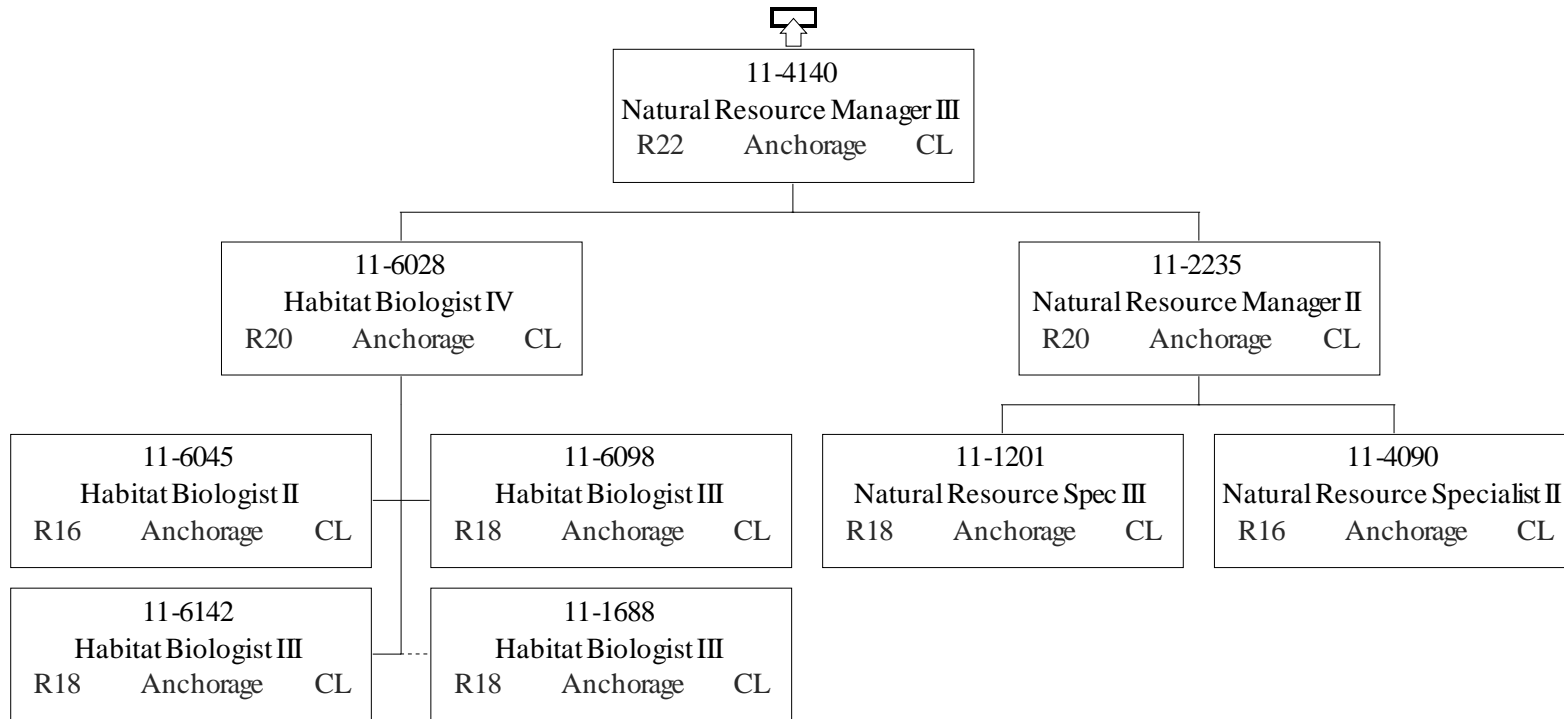 11-4140
Natural Resource Manager III
R22 Anchorage CL
11-6028
Habitat Biologist IV
R20 Anchorage CL
11-2235
Natural Resource Manager II
R20 Anchorage CL
11-6045
Habitat Biologist II
R16 Anchorage CL
11-6098
Habitat Biologist III
R18 Anchorage CL
11-1201
Natural Resource Spec III
R18 Anchorage CL
11-4090
Natural Resource Specialist II
R16 Anchorage CL
11-6142
Habitat Biologist III
R18 Anchorage CL
11-1688
Habitat Biologist III
R18 Anchorage CL